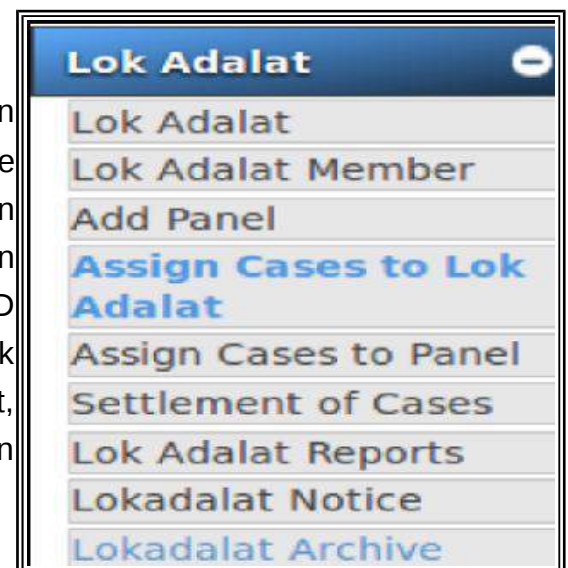 Lok Adalat
Lok Adalat
Lok Adalat Member
Add Panel
Assign Cases to Lok
Adalat
Assign Cases to Panel
Settlement of Cases
Lok Adalat Reports
Lokadalat Notice
Lokadalat Archive